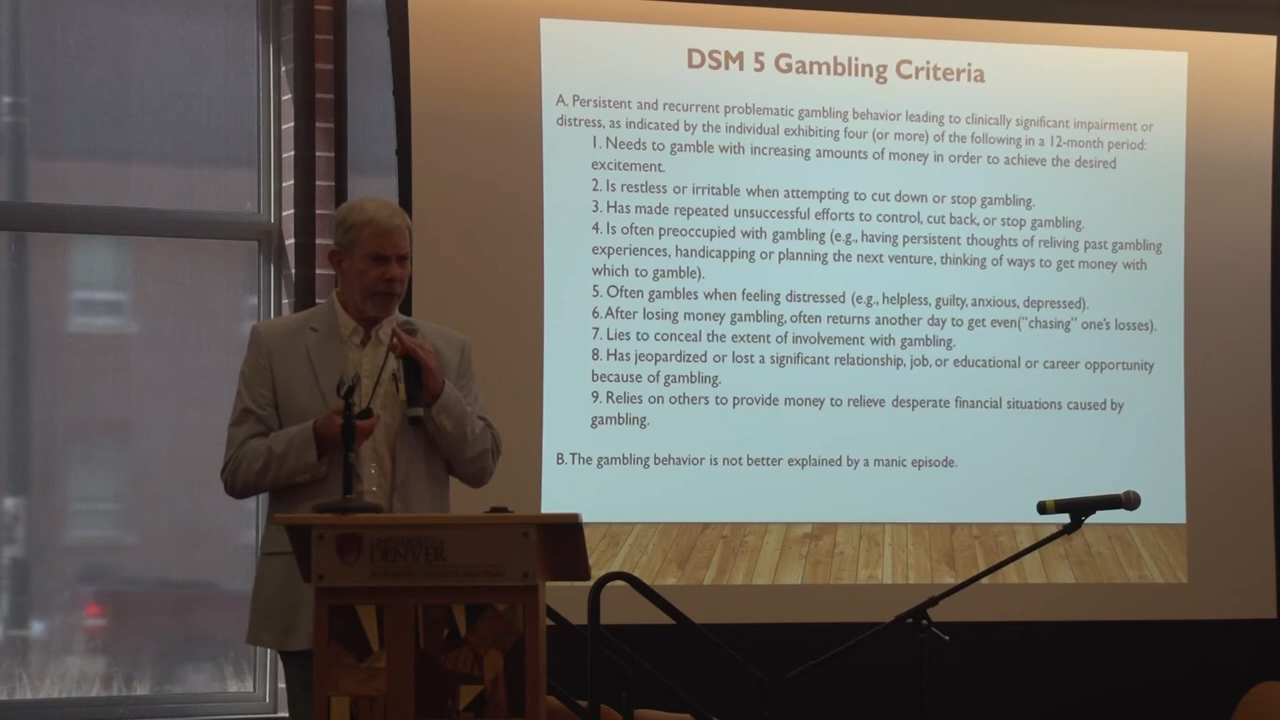 DSM 5 Gambling Criteria
A. Persistent and recurrent problematic gambling behavior leading to clinically significant impairment or
distress, as indicated by the individual exhibiting four (or more) of the following in a 12-month period:
1. Needs to gamble with increasing amounts of money in order to achieve the desired
excitement.
2. Is restless or irritable when attempting to cut down or stop gambling.
3. Has made repeated unsuccessful efforts to control, cut back, or stop gambling.
4. Is often preoccupied with gambling (e.g., having persistent thoughts of reliving past gambling
experiences, handicapping or planning the next venture, thinking of ways to get money with
which to gamble).
5. Often gambles when feeling distressed (e.g., helpless, guilty, anxious, depressed).
6. After losing money gambling, often returns another day to get even("chasing" one's losses).
7. Lies to conceal the extent of involvement with gambling.
8. Has jeopardized or lost a significant relationship, job, or educational or career opportunity
because of gambling.
9. Relies on others to provide money to relieve desperate financial situations caused by
gambling.
B. The gambling behavior is not better explained by a manic episode.
DENVER